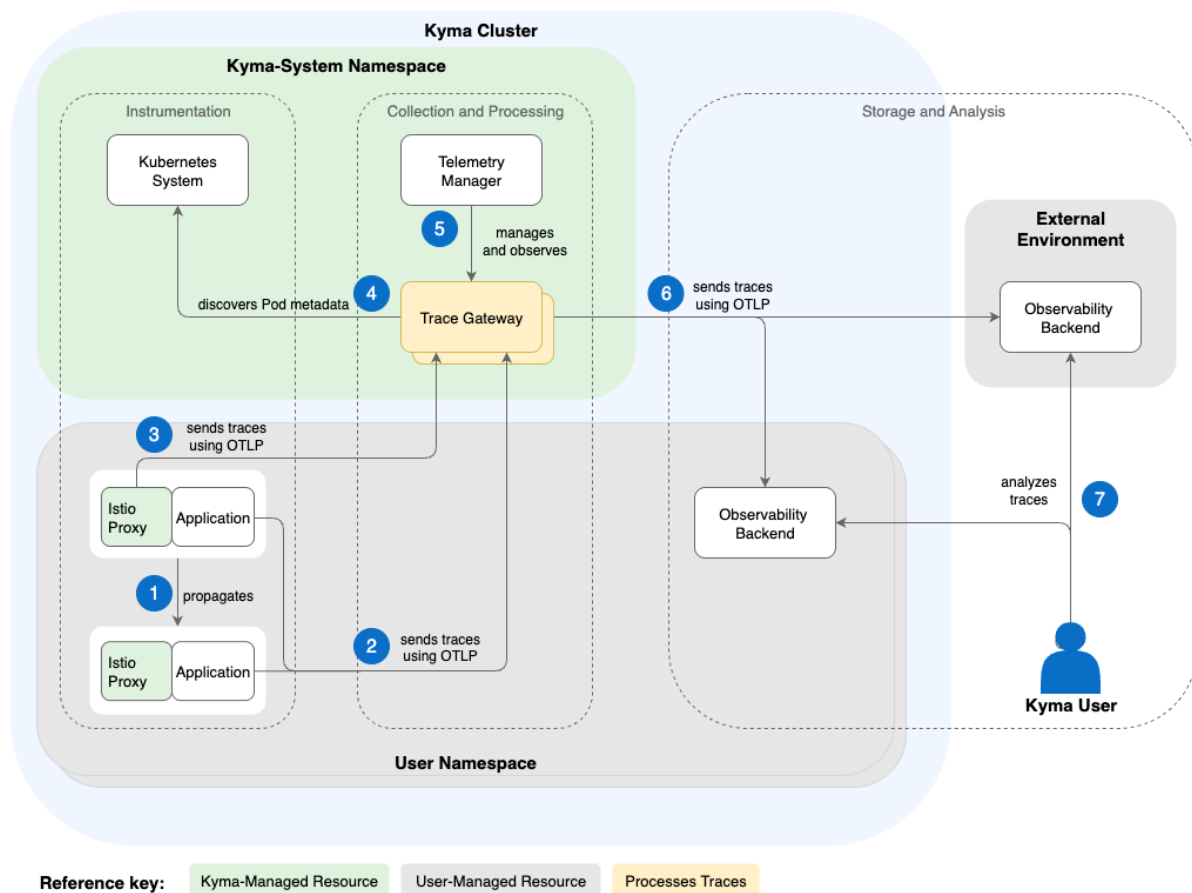 Kyma Cluster
Kyma-System Namespace
Instrumentation
Collection and Processing
Storage and Analysis
Kubernetes
System
Telemetry
Manager
5
manages
and observes
External
Environment
discovers Pod metadata
4
Trace Gateway
6
sends traces
using OTLP
Observability
Backend
3
sends traces
using OTLP
Istio
Proxy
Application
Observability
Backend
analyzes
traces
7
1
propagates
2
sends traces
using OTLP
Istio
Proxy
Application
Kyma User
User Namespace
Reference key:
Kyma-Managed Resource
User-Managed Resource
Processes Traces